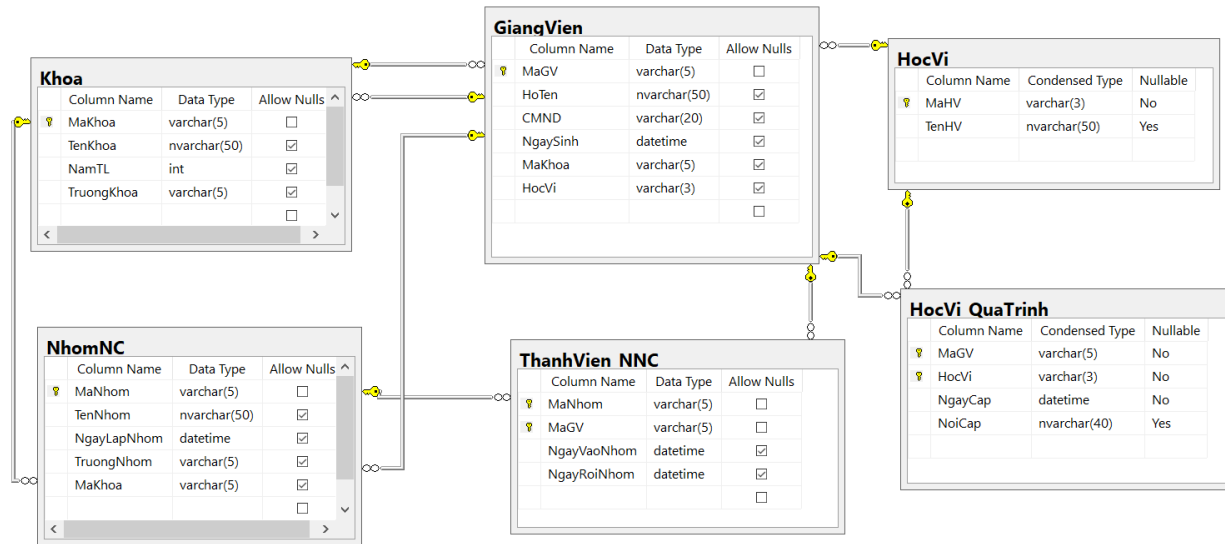 Khoa
Column Name Data Type Allow Nulls
MaKhoa varchar(5)
TenKhoa nvarchar(50)
NamTL int
TruongKhoa varchar(5)
GiangVien
Column Name Data Type Allow Nulls
MaGV varchar(5)
HoTen nvarchar(50)
CMND varchar(20)
NgaySinh datetime
MaKhoa varchar(5)
HocVi varchar(3)
HocVi
Column Name Condensed Type Nullable
MaHV varchar(3) No
TenHV nvarchar(50) Yes
NhomNC
Column Name Data Type Allow Nulls
MaNhom varchar(5)
TenNhom nvarchar(50)
NgayLapNhom datetime
TruongNhom varchar(5)
MaKhoa varchar(5)
ThanhVien_NNC
Column Name Data Type Allow Nulls
MaNhom varchar(5)
MaGV varchar(5)
NgayVaoNhom datetime
NgayRoiNhom datetime
HocVi_QuaTrinh
Column Name Condensed Type Nullable
MaGV varchar(5) No
HocVi varchar(3) No
NgayCap datetime No
NoiCap nvarchar(40) Yes